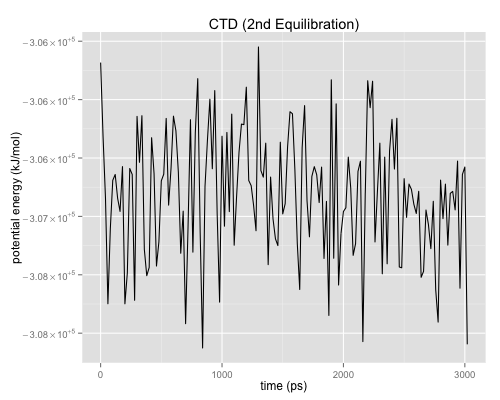 CTD (2nd Equilibration)
−3.06×10+5
−3.06×10+5
−3.06×10+5
−3.07×10+5
−3.08×10+5
−3.08×10+5
potential energy (kJ/mol)
0 1000 2000 3000
time (ps)